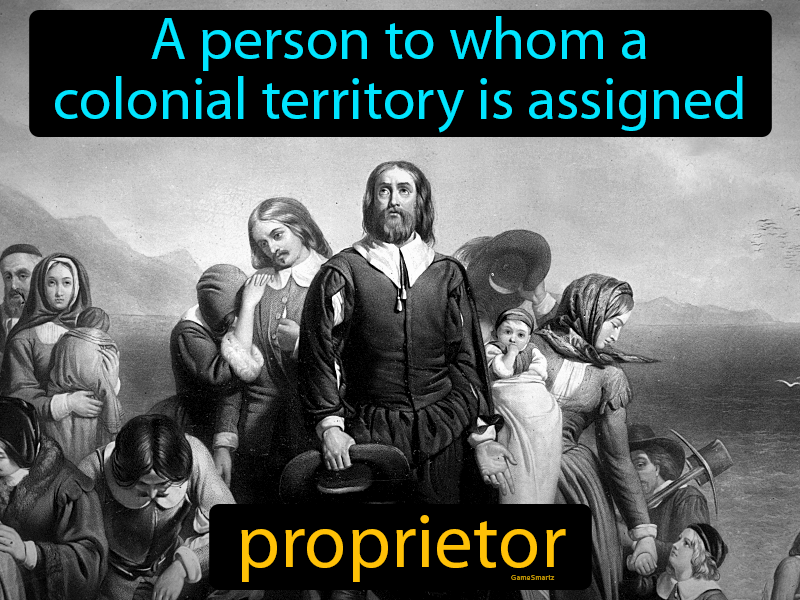 A person to whom a
colonial territory is assigned
proprietor
GameSmartz